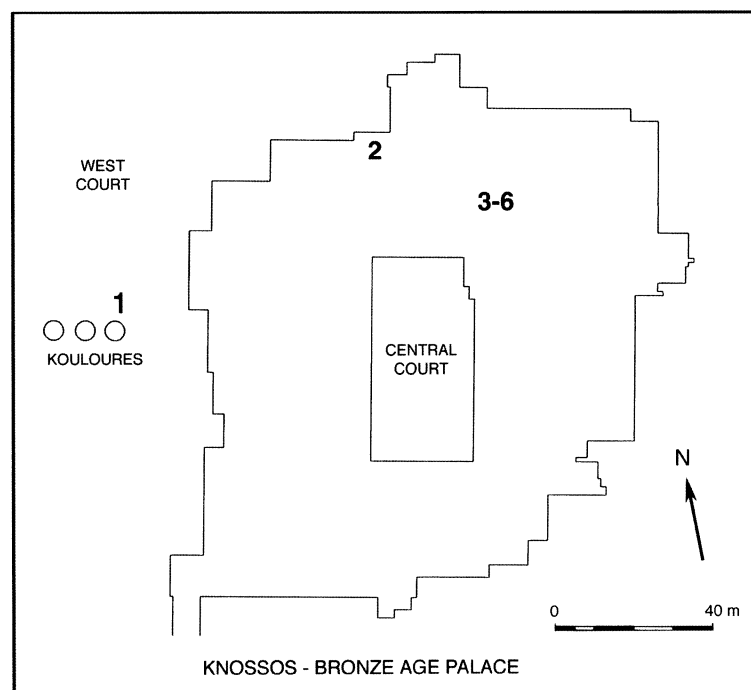 2
WEST
COURT
3-6
1
KOULOURES
CENTRAL
COURT
N
0 40 m
KNOSSOS - BRONZE AGE PALACE